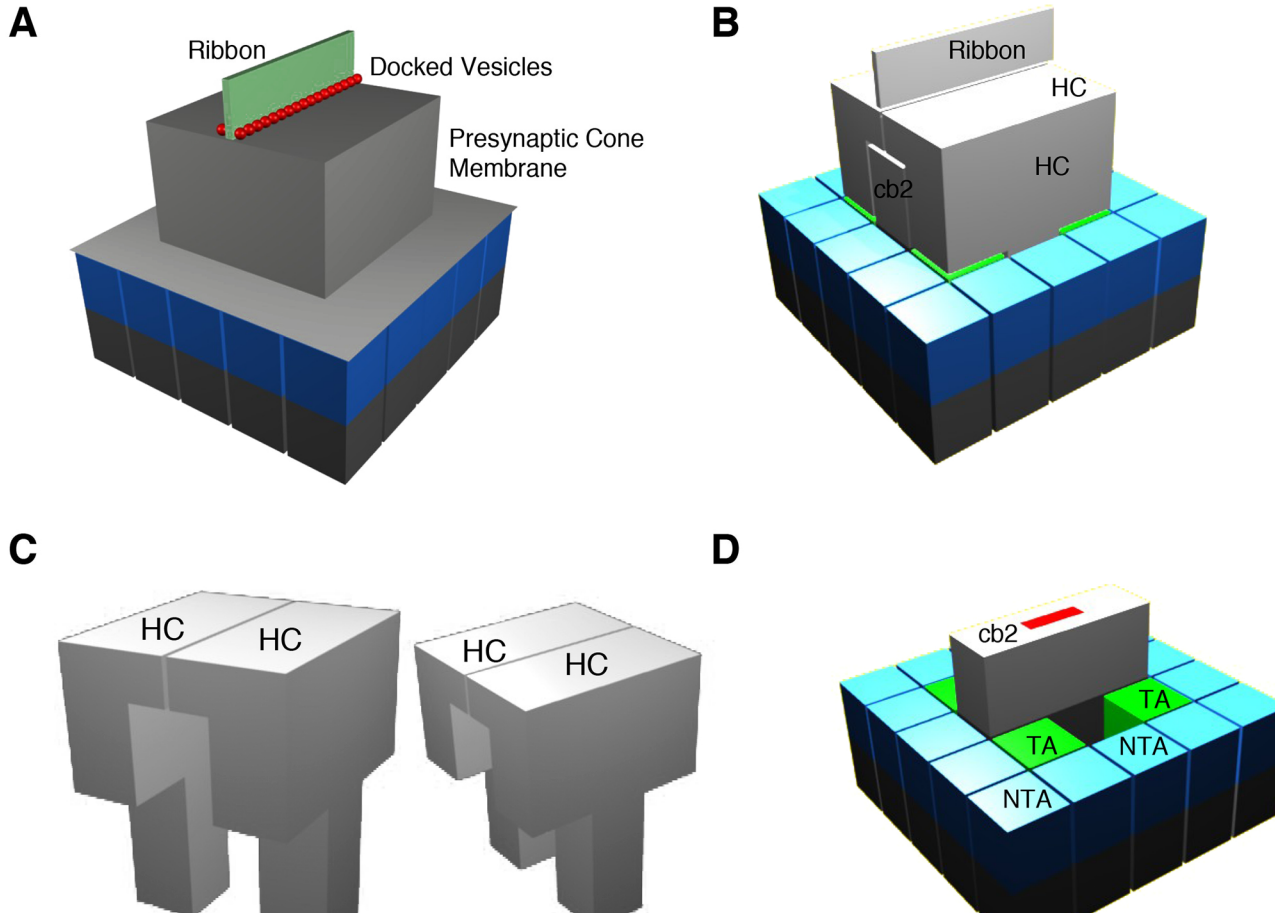 A
Ribbon
Docked Vesicles
Presynaptic Cone
Membrane
B
Ribbon
HC
HC
cb2
C
HC
HC
HC
HC
D
cb2
TA
TA
NTA
NTA